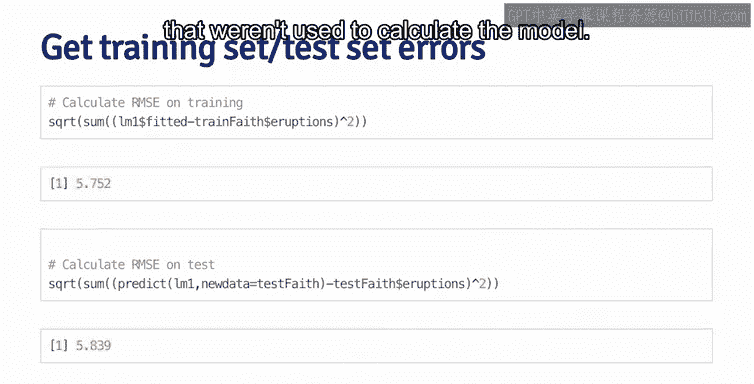 that weren't used to calculate the model.
Get training set/test set errors
# Calculate RMSE on training
sqrt(sum((lm1$fitted-trainFaith$eruptions)^2))
[1] 5.752
# Calculate RMSE on test
sqrt(sum((predict(lm1,newdata=testFaith)-testFaith$eruptions)^2))
[1] 5.839